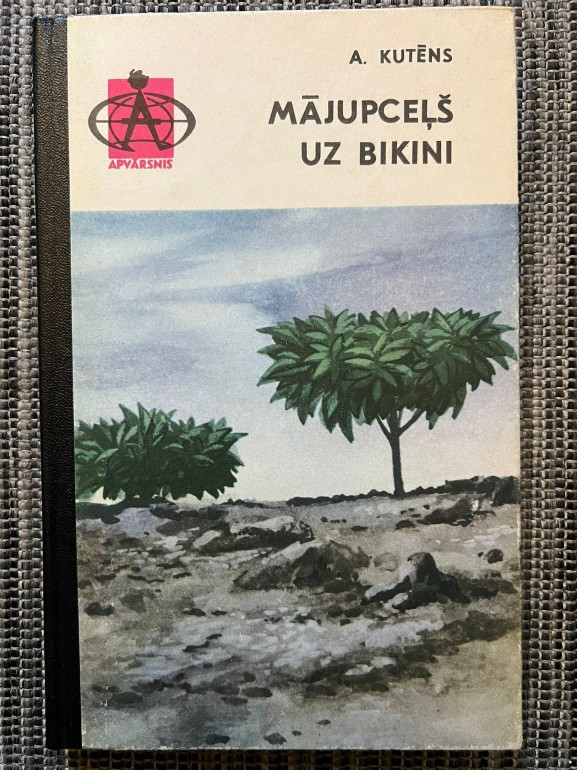 A. KUTĒNS
MĀJUPCEĻŠ
UZ BIKINI
A
APVĀRSNIS